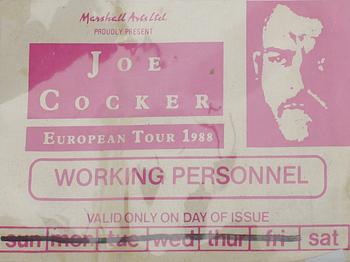 Marshall Arts Ltd
PROUDLY PRESENT
JOE
COCKER
EUROPEAN TOUR 1988
WORKING PERSONNEL
VALID ONLY ON DAY OF ISSUE
sun mon tue wed thur fri sat